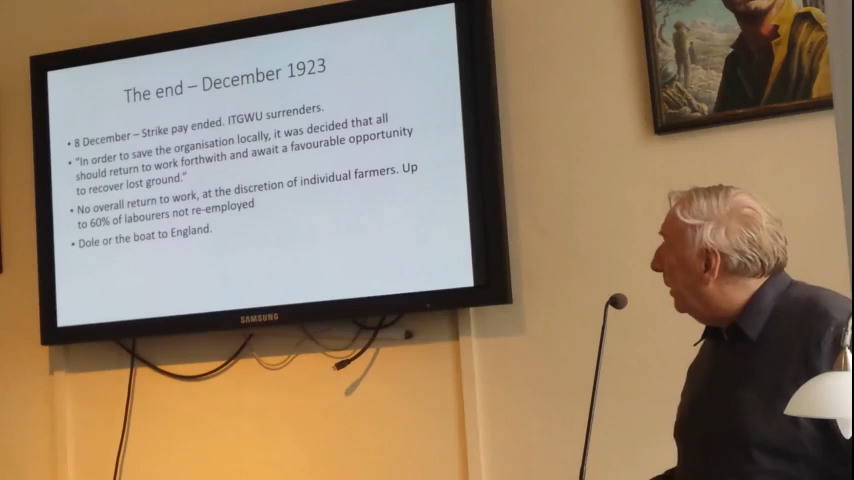 The end – December 1923
• 8 December – Strike pay ended. ITGWU surrenders.
• "In order to save the organisation locally, it was decided that all
should return to work forthwith and await a favourable opportunity
to recover lost ground."
• No overall return to work, at the discretion of individual farmers. Up
to 60% of labourers not re-employed
• Dole or the boat to England.
SAMSUNG